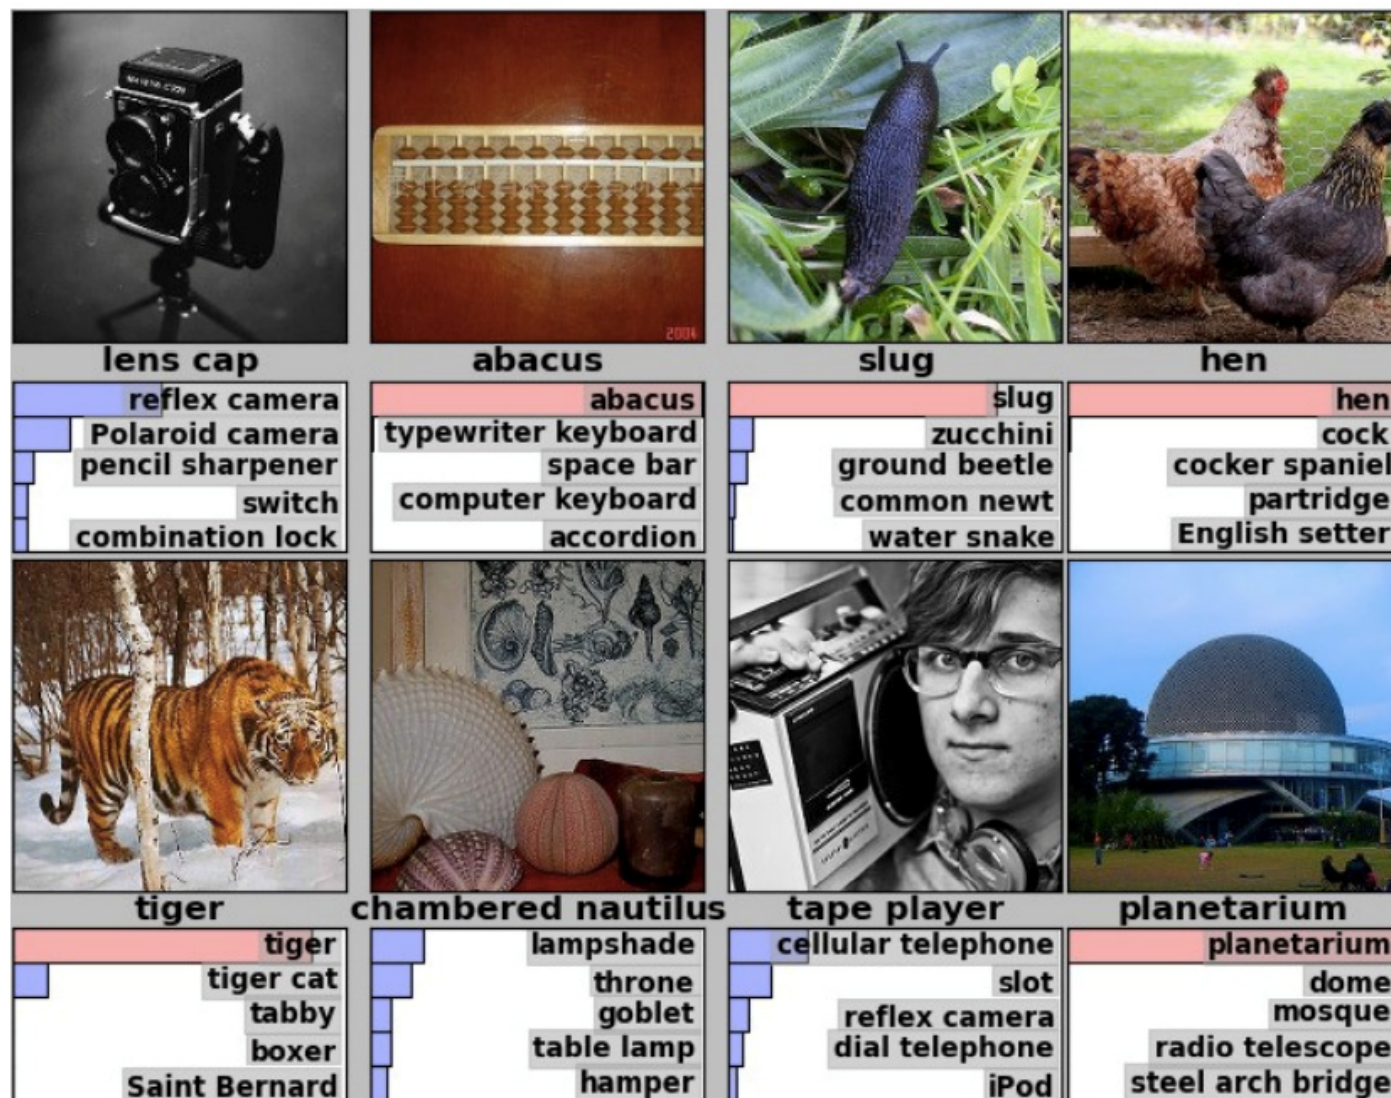 2004
lens cap
abacus
slug
hen
reflex camera
Polaroid camera
pencil sharpener
switch
combination lock
abacus
typewriter keyboard
space bar
computer keyboard
accordion
slug
zucchini
ground beetle
common newt
water snake
hen
cock
cocker spaniel
partridge
English setter
tiger
chambered nautilus
tape player
planetarium
tiger
tiger cat
tabby
boxer
Saint Bernard
lampshade
throne
goblet
table lamp
hamper
cellular telephone
slot
reflex camera
dial telephone
iPod
planetarium
dome
mosque
radio telescope
steel arch bridge